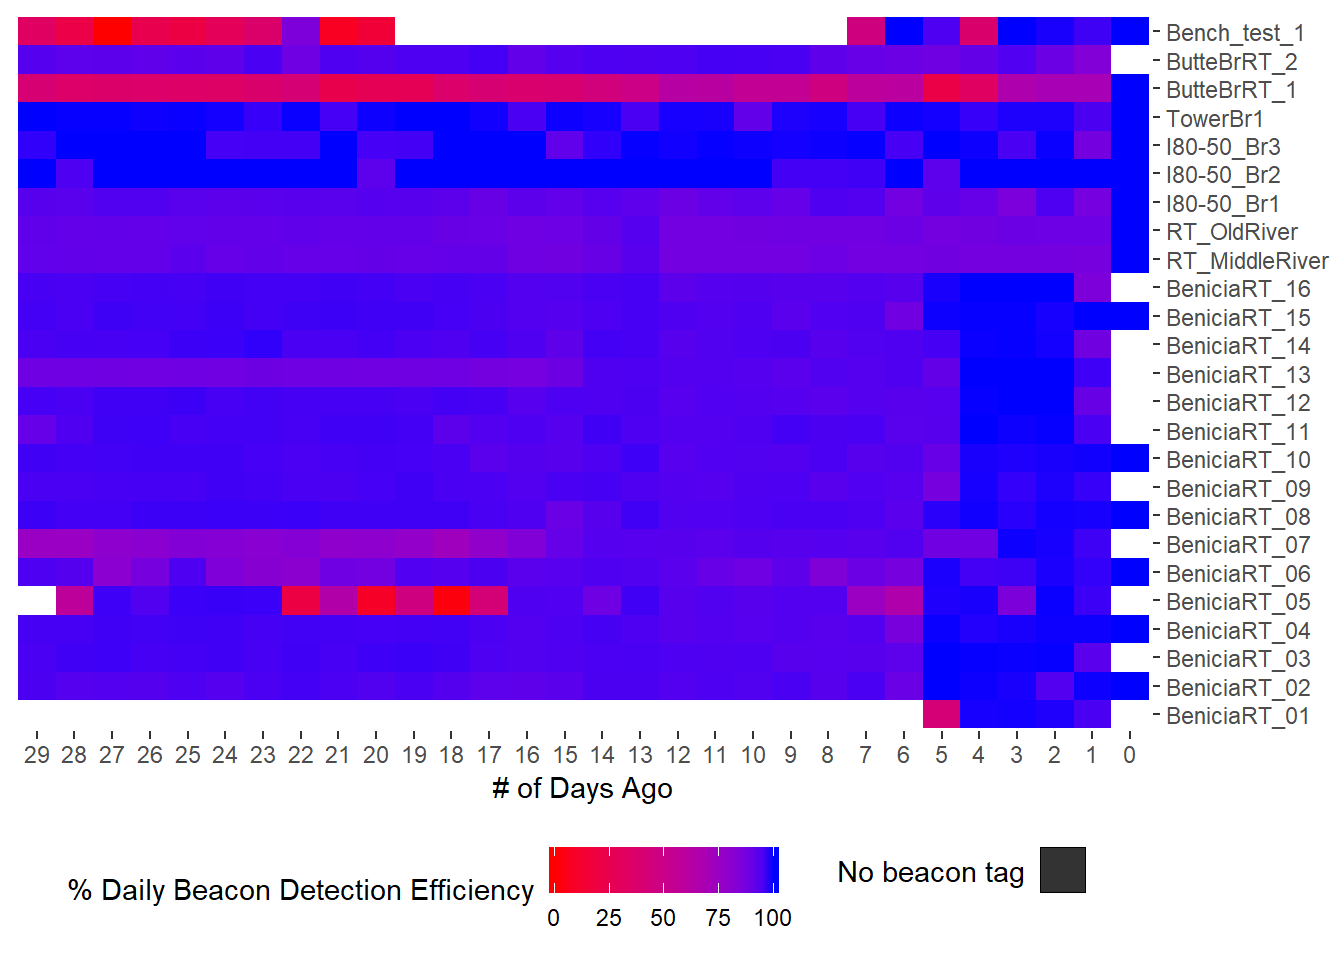 Bench_test_1
ButteBrRT_2
ButteBrRT_1
TowerBr1
I80-50_Br3
I80-50_Br2
I80-50_Br1
RT_OldRiver
RT_MiddleRiver
BeniciaRT_16
BeniciaRT_15
BeniciaRT_14
BeniciaRT_13
BeniciaRT_12
BeniciaRT_11
BeniciaRT_10
BeniciaRT_09
BeniciaRT_08
BeniciaRT_07
BeniciaRT_06
BeniciaRT_05
BeniciaRT_04
BeniciaRT_03
BeniciaRT_02
BeniciaRT_01
29 28 27 26 25 24 23 22 21 20 19 18 17 16 15 14 13 12 11 10 9 8 7 6 5 4 3 2 1 0
# of Days Ago
% Daily Beacon Detection Efficiency
0 25 50 75 100
No beacon tag